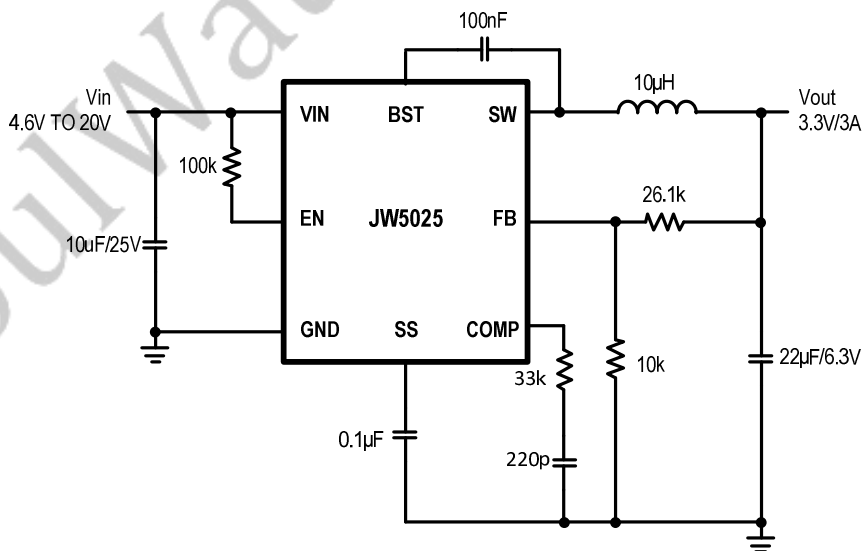 100nF
10µH
Vin
4.6V TO 20V
VIN
BST
SW
Vout
3.3V/3A
100k
26.1k
EN
JW5025
FB
10uF/25V
GND
SS
COMP
33k
10k
22µF/6.3V
0.1µF
220p